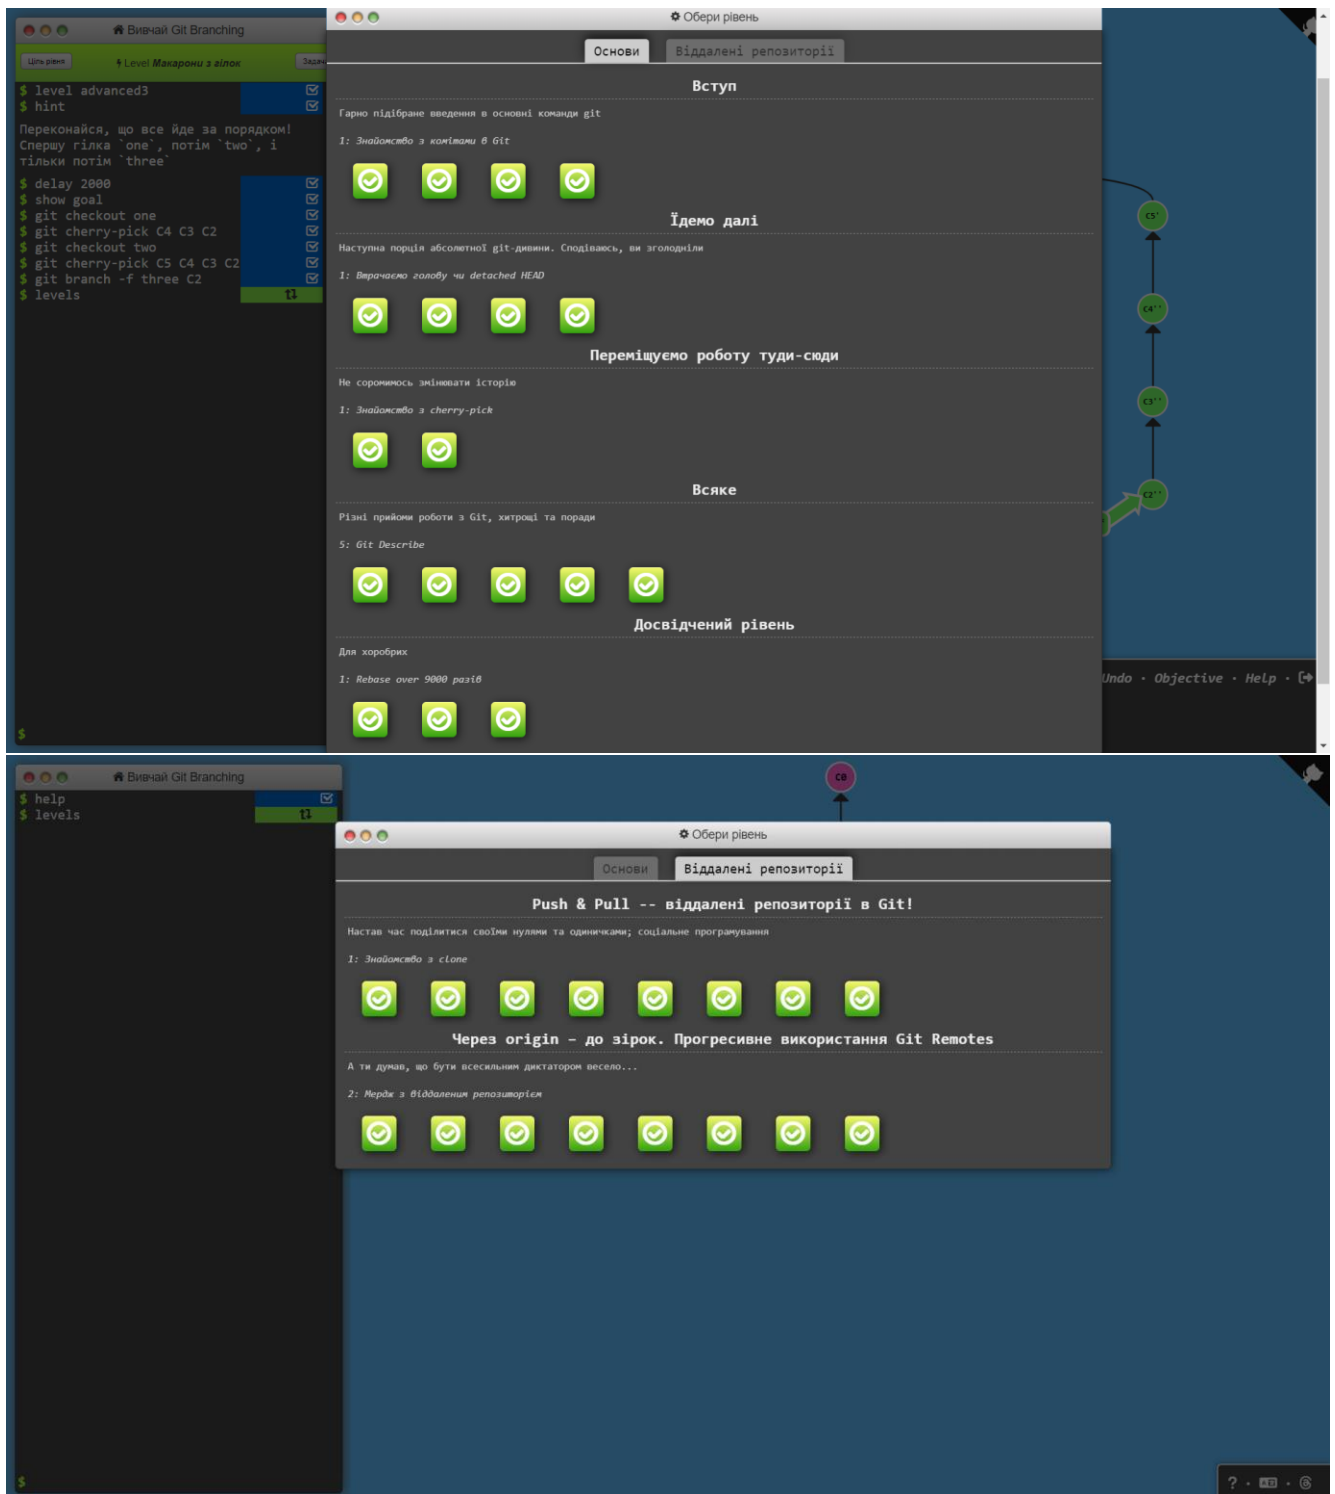 Вивчай Git Branching
Ціль рівня
Level Макарони з гілок
$ level advanced3
$ hint
Переконайся, що все йде за порядком!
Спершу гілка `one`, потім `two`, і
тільки потім `three`
$ delay 2000
$ show goal
$ git checkout one
$ git cherry-pick C4 C3 C2
$ git checkout two
$ git cherry-pick C5 C4 C3 C2
$ git branch -f three C2
$ levels
$
Обери рівень
Основи
Віддалені репозиторії
Вступ
Гарно підібране введення в основні команди git
1: Знайомство з комітами в Git
Їдемо далі
Наступна порція абсолютної git-дивини. Сподіваюсь, ви зголодніли
1: Втрачаємо голову чи detached HEAD
Переміщуємо роботу туди-сюди
Не соромимось змінювати історію
1: Знайомство з cherry-pick
Всяке
Різні прийоми роботи з Git, хитрощі та поради
5: Git Describe
Досвідчений рівень
Для хоробрих
1: Rebase over 9000 разів
C5'
C4''
C3''
C2''
Undo · Objective · Help ·
Вивчай Git Branching
$ help
$ levels
$
C0
Обери рівень
Основи
Віддалені репозиторії
Push & Pull -- віддалені репозиторії в Git!
Настав час поділитися своїми нулями та одиничками; соціальне програмування
1: Знайомство з clone
Через origin – до зірок. Прогресивне використання Git Remotes
А ти думав, що бути всесильним диктатором весело...
2: Мердж з віддаленим репозиторієм
? ·